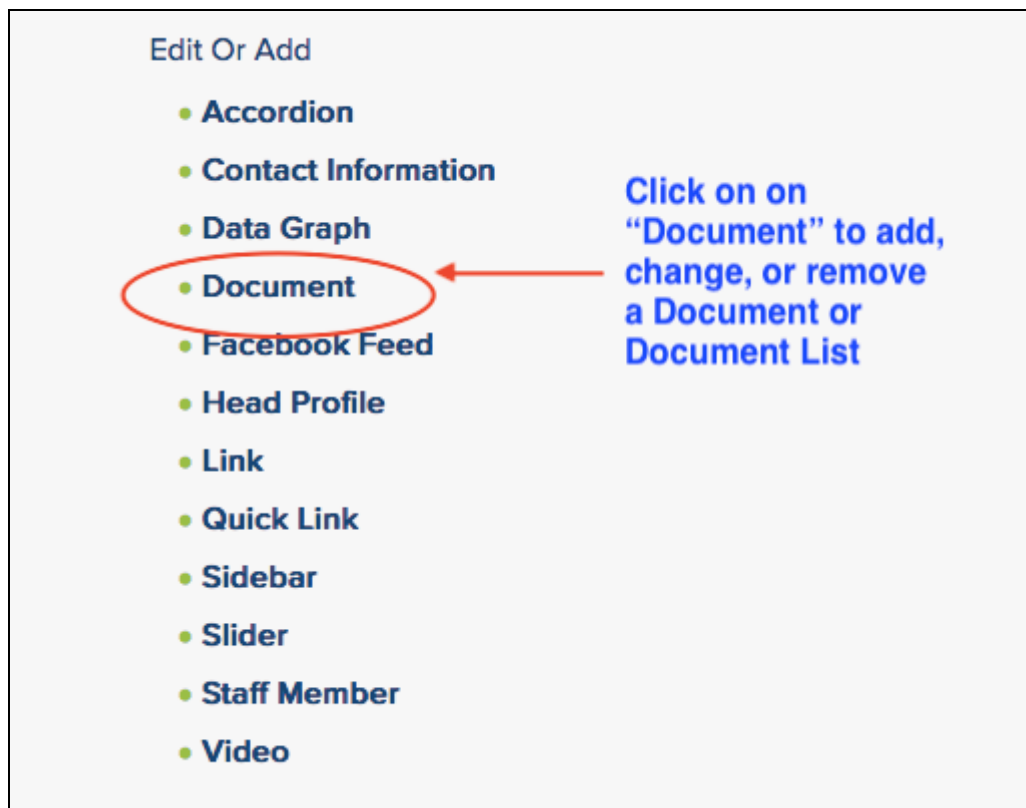 Edit Or Add
Accordion
Contact Information
Data Graph
Document
Facebook Feed
Head Profile
Link
Quick Link
Sidebar
Slider
Staff Member
Video
Click on on
“Document” to add,
change, or remove
a Document or
Document List